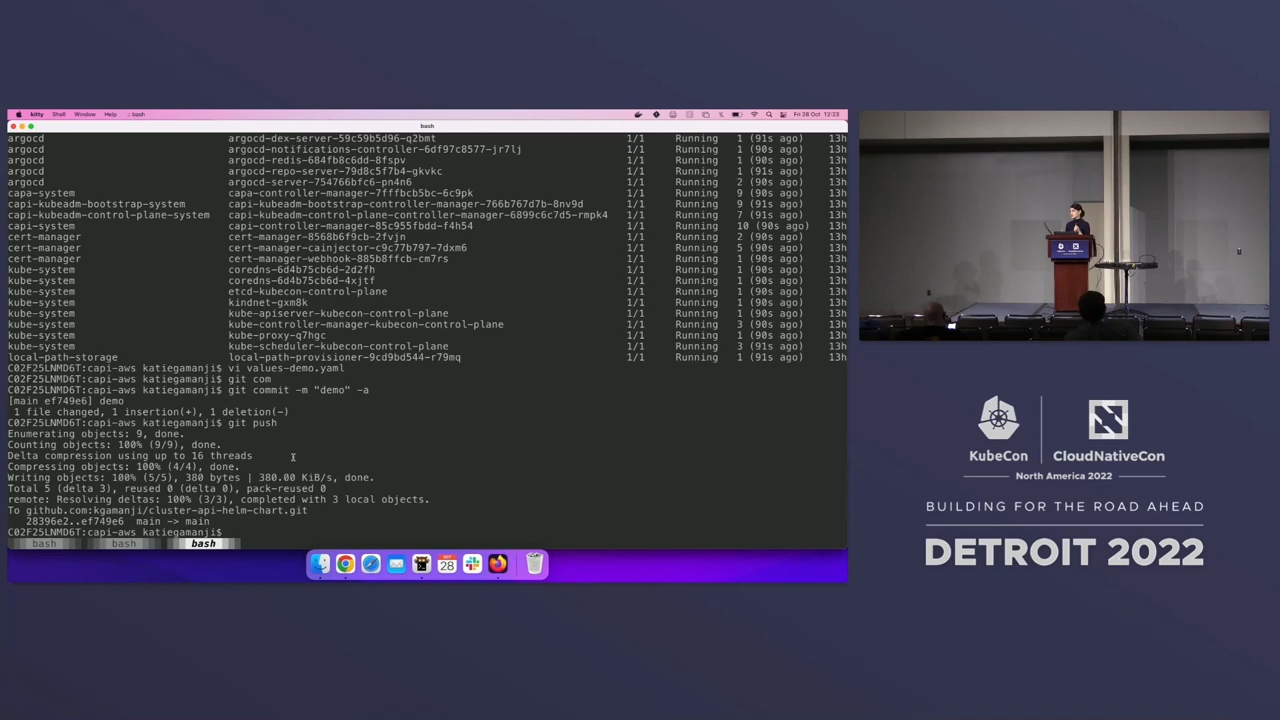 kitty Shell Window Help :: bash Fri 28 Oct 12:23
bash
argocd argocd-dex-server-59c59b5d96-q2bmt 1/1 Running 1 (91s ago) 13h
argocd argocd-notifications-controller-6df97c8577-jr7lj 1/1 Running 1 (90s ago) 13h
argocd argocd-redis-684fb8c6dd-8fspv 1/1 Running 1 (90s ago) 13h
argocd argocd-repo-server-79d8c5f7b4-gkvkc 1/1 Running 1 (91s ago) 13h
argocd argocd-server-754766bfc6-pn4n6 1/1 Running 2 (90s ago) 13h
capa-system capa-controller-manager-7fffbcb5bc-6c9pk 1/1 Running 9 (90s ago) 13h
capi-kubeadm-bootstrap-system capi-kubeadm-bootstrap-controller-manager-766b767d7b-8nv9d 1/1 Running 9 (91s ago) 13h
capi-kubeadm-control-plane-system capi-kubeadm-control-plane-controller-manager-6899c6c7d5-rmpk4 1/1 Running 7 (91s ago) 13h
capi-system capi-controller-manager-85c955fbdd-f4h54 1/1 Running 10 (90s ago) 13h
cert-manager cert-manager-8568b6f9cb-2fvjn 1/1 Running 2 (90s ago) 13h
cert-manager cert-manager-cainjector-c9c77b797-7dxm6 1/1 Running 5 (90s ago) 13h
cert-manager cert-manager-webhook-885b8ffcb-cm7rs 1/1 Running 1 (90s ago) 13h
kube-system coredns-6d4b75cb6d-2d2fh 1/1 Running 1 (90s ago) 13h
kube-system coredns-6d4b75cb6d-4xjtf 1/1 Running 1 (90s ago) 13h
kube-system etcd-kubecon-control-plane 1/1 Running 1 (90s ago) 13h
kube-system kindnet-gxm8k 1/1 Running 1 (90s ago) 13h
kube-system kube-apiserver-kubecon-control-plane 1/1 Running 1 (90s ago) 13h
kube-system kube-controller-manager-kubecon-control-plane 1/1 Running 3 (90s ago) 13h
kube-system kube-proxy-q7hgc 1/1 Running 1 (90s ago) 13h
kube-system kube-scheduler-kubecon-control-plane 1/1 Running 3 (91s ago) 13h
local-path-storage local-path-provisioner-9cd9bd544-r79mq 1/1 Running 1 (91s ago) 13h
C02F25LNMD6T:capi-aws katiegamanji$ vi values-demo.yaml
C02F25LNMD6T:capi-aws katiegamanji$ git com
C02F25LNMD6T:capi-aws katiegamanji$ git commit -m "demo" -a
[main ef749e6] demo
1 file changed, 1 insertion(+), 1 deletion(-)
C02F25LNMD6T:capi-aws katiegamanji$ git push
Enumerating objects: 9, done.
Counting objects: 100% (9/9), done.
Delta compression using up to 16 threads
Compressing objects: 100% (4/4), done.
Writing objects: 100% (5/5), 380 bytes | 380.00 KiB/s, done.
Total 5 (delta 3), reused 0 (delta 0), pack-reused 0
remote: Resolving deltas: 100% (3/3), completed with 3 local objects.
To github.com:kgamanji/cluster-api-helm-chart.git
28396e2..ef749e6 main -> main
C02F25LNMD6T:capi-aws katiegamanji$
bash bash bash
28
KubeCon CloudNativeCon
North America 2022
BUILDING FOR THE ROAD AHEAD
DETROIT 2022